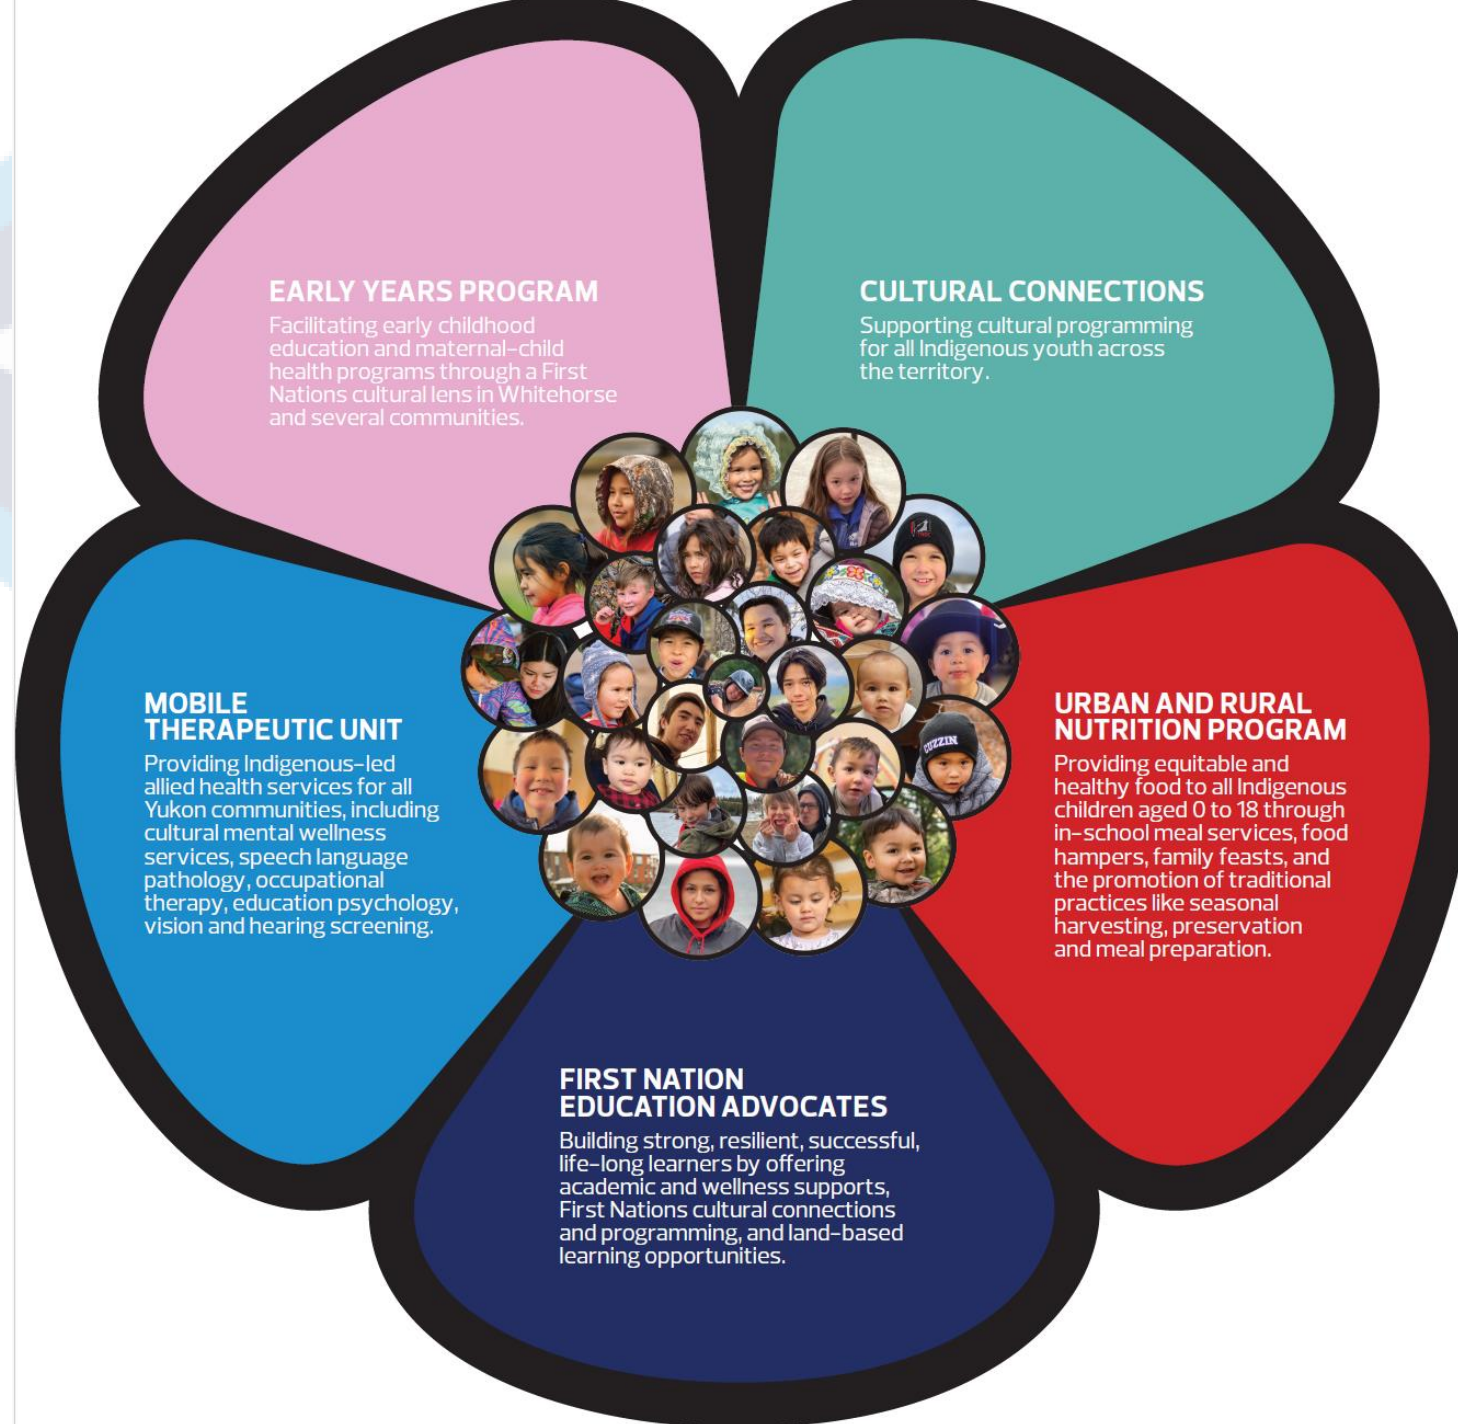 EARLY YEARS PROGRAM
Facilitating early childhood
education and maternal-child
health programs through a First
Nations cultural lens in Whitehorse
and several communities.
CULTURAL CONNECTIONS
Supporting cultural programming
for all Indigenous youth across
the territory.
MOBILE
THERAPEUTIC UNIT
Providing Indigenous-led
allied health services for all
Yukon communities, including
cultural mental wellness
services, speech language
pathology, occupational
therapy, education psychology,
vision and hearing screening.
URBAN AND RURAL
NUTRITION PROGRAM
Providing equitable and
healthy food to all Indigenous
children aged 0 to 18 through
in-school meal services, food
hampers, family feasts, and
the promotion of traditional
practices like seasonal
harvesting, preservation
and meal preparation.
CUZZIN
FIRST NATION
EDUCATION ADVOCATES
Building strong, resilient, successful,
life-long learners by offering
academic and wellness supports,
First Nations cultural connections
and programming, and land-based
learning opportunities.